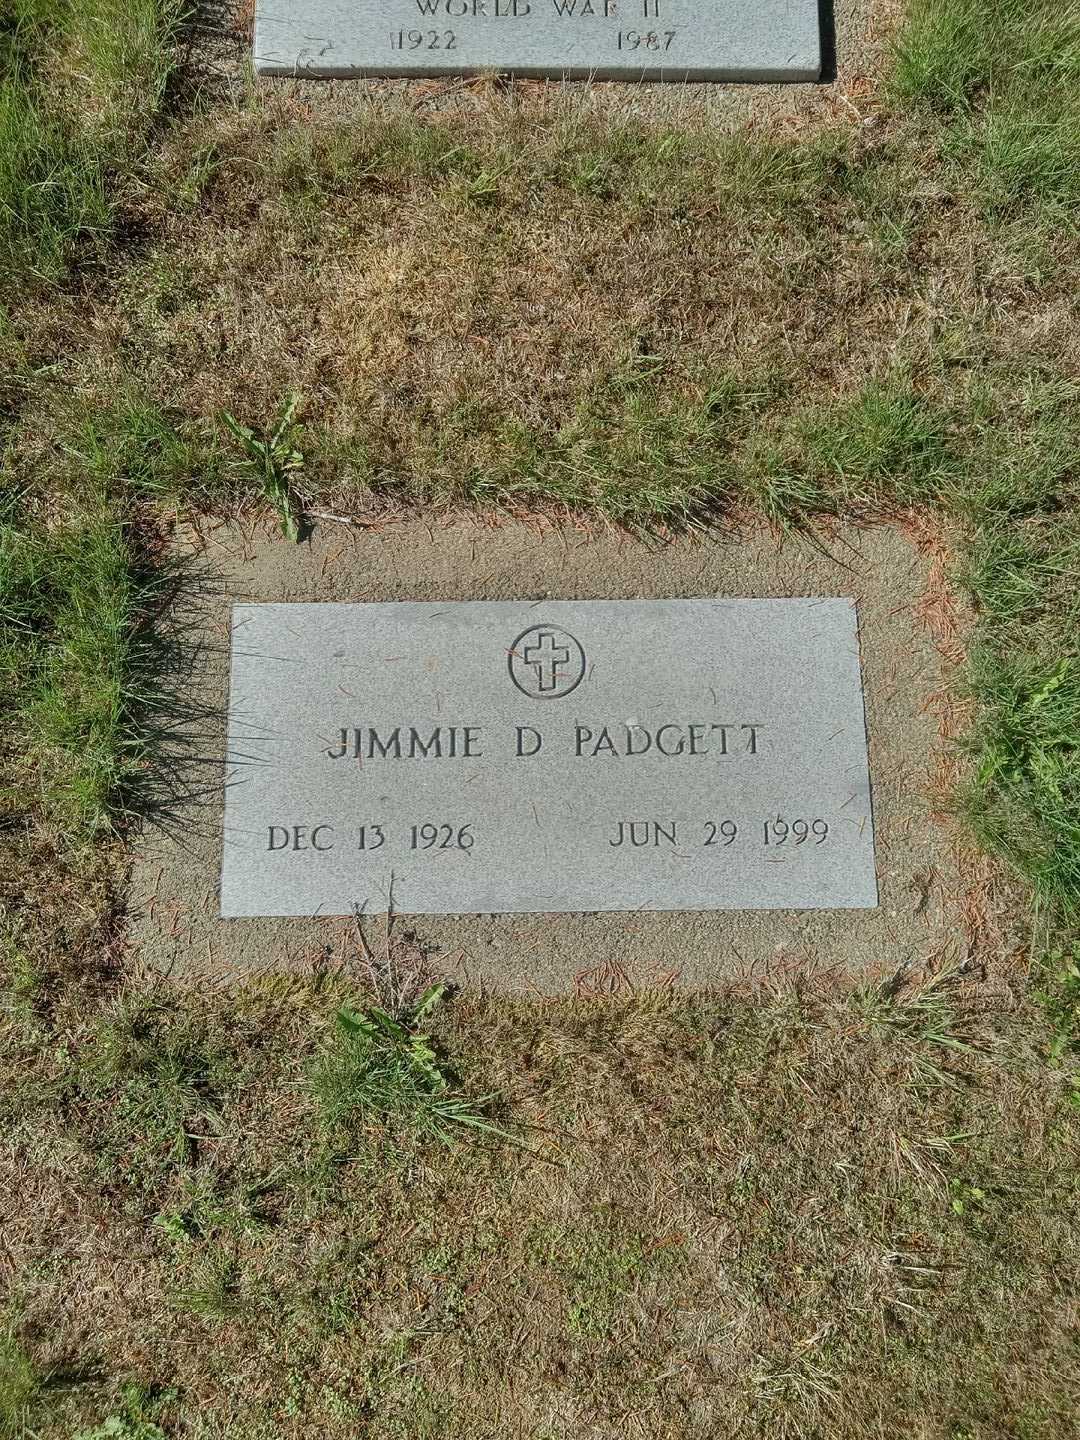 WORLD WAR II
1922 1987
JIMMIE D PADGETT
DEC 13 1926 JUN 29 1999